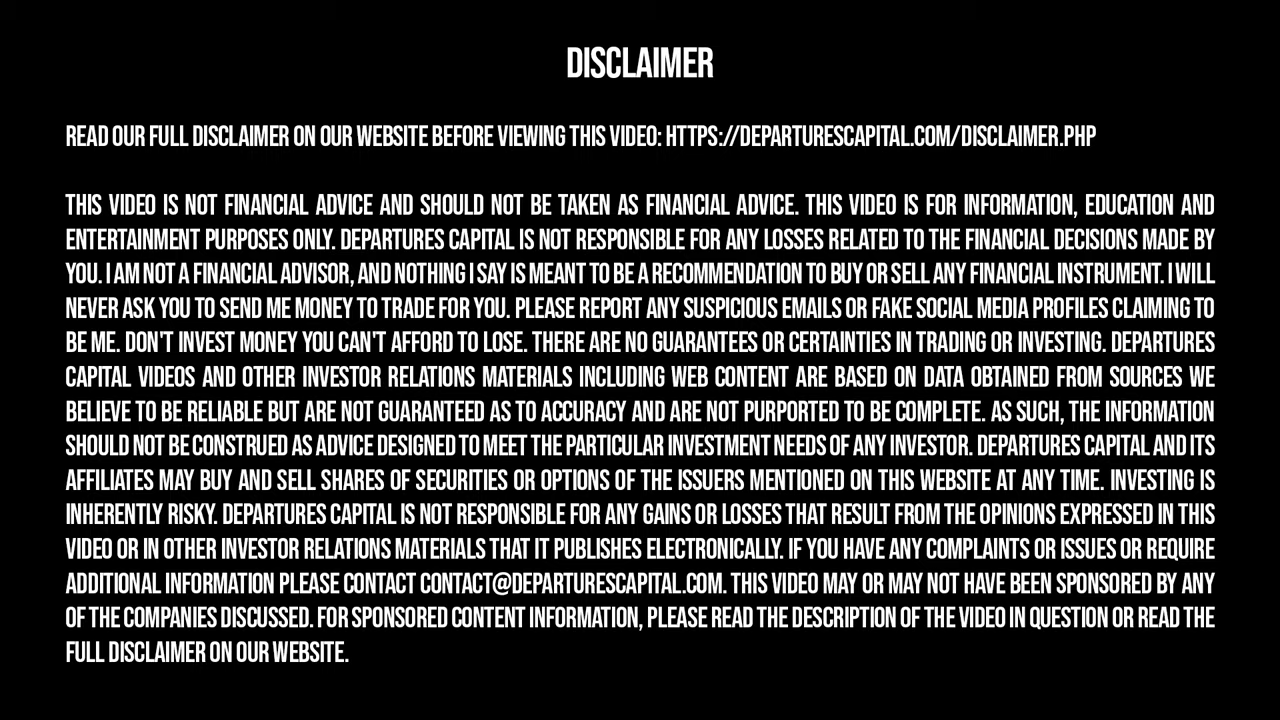 DISCLAIMER
READ OUR FULL DISCLAIMER ON OUR WEBSITE BEFORE VIEWING THIS VIDEO: HTTPS://DEPARTURESCAPITAL.COM/DISCLAIMER.PHP
THIS VIDEO IS NOT FINANCIAL ADVICE AND SHOULD NOT BE TAKEN AS FINANCIAL ADVICE. THIS VIDEO IS FOR INFORMATION, EDUCATION AND
ENTERTAINMENT PURPOSES ONLY. DEPARTURES CAPITAL IS NOT RESPONSIBLE FOR ANY LOSSES RELATED TO THE FINANCIAL DECISIONS MADE BY
YOU. I AM NOT A FINANCIAL ADVISOR, AND NOTHING I SAY IS MEANT TO BE A RECOMMENDATION TO BUY OR SELL ANY FINANCIAL INSTRUMENT. I WILL
NEVER ASK YOU TO SEND ME MONEY TO TRADE FOR YOU. PLEASE REPORT ANY SUSPICIOUS EMAILS OR FAKE SOCIAL MEDIA PROFILES CLAIMING TO
BE ME. DON'T INVEST MONEY YOU CAN'T AFFORD TO LOSE. THERE ARE NO GUARANTEES OR CERTAINTIES IN TRADING OR INVESTING. DEPARTURES
CAPITAL VIDEOS AND OTHER INVESTOR RELATIONS MATERIALS INCLUDING WEB CONTENT ARE BASED ON DATA OBTAINED FROM SOURCES WE
BELIEVE TO BE RELIABLE BUT ARE NOT GUARANTEED AS TO ACCURACY AND ARE NOT PURPORTED TO BE COMPLETE. AS SUCH, THE INFORMATION
SHOULD NOT BE CONSTRUED AS ADVICE DESIGNED TO MEET THE PARTICULAR INVESTMENT NEEDS OF ANY INVESTOR. DEPARTURES CAPITAL AND ITS
AFFILIATES MAY BUY AND SELL SHARES OF SECURITIES OR OPTIONS OF THE ISSUERS MENTIONED ON THIS WEBSITE AT ANY TIME. INVESTING IS
INHERENTLY RISKY. DEPARTURES CAPITAL IS NOT RESPONSIBLE FOR ANY GAINS OR LOSSES THAT RESULT FROM THE OPINIONS EXPRESSED IN THIS
VIDEO OR IN OTHER INVESTOR RELATIONS MATERIALS THAT IT PUBLISHES ELECTRONICALLY. IF YOU HAVE ANY COMPLAINTS OR ISSUES OR REQUIRE
ADDITIONAL INFORMATION PLEASE CONTACT CONTACT@DEPARTURESCAPITAL.COM. THIS VIDEO MAY OR MAY NOT HAVE BEEN SPONSORED BY ANY
OF THE COMPANIES DISCUSSED. FOR SPONSORED CONTENT INFORMATION, PLEASE READ THE DESCRIPTION OF THE VIDEO IN QUESTION OR READ THE
FULL DISCLAIMER ON OUR WEBSITE.